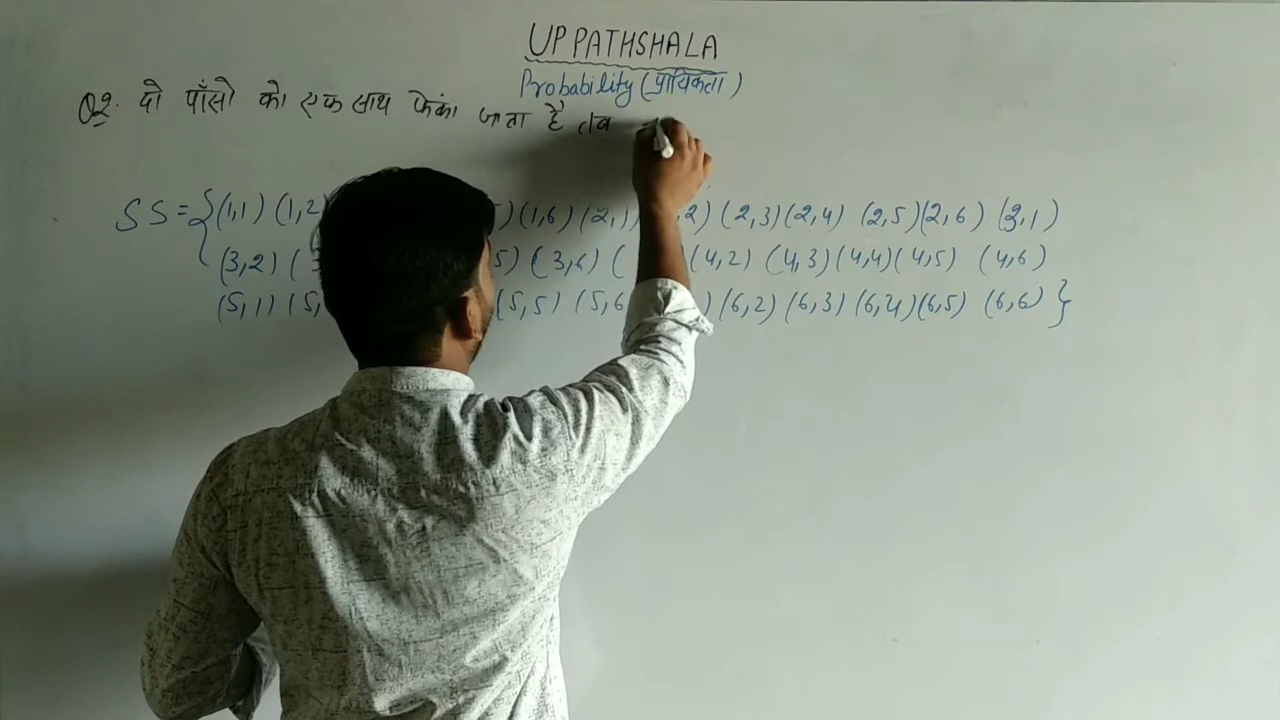 UP PATHSHALA
Probability (प्रायिकता)
Q2. दो पाँसो को एक साथ फेकां जाता है तब
SS = {(1,1) (1,2 ) (1,6) (2,1) ,2) (2,3) (2,4) (2,5) (2,6) (3,1)
(3,2) ( 5) (3,6) ( (4,2) (4,3) (4,4) (4,5) (4,6)
(5,1) (5, (5,5) (5,6 ) (6,2) (6,3) (6,4) (6,5) (6,6) }